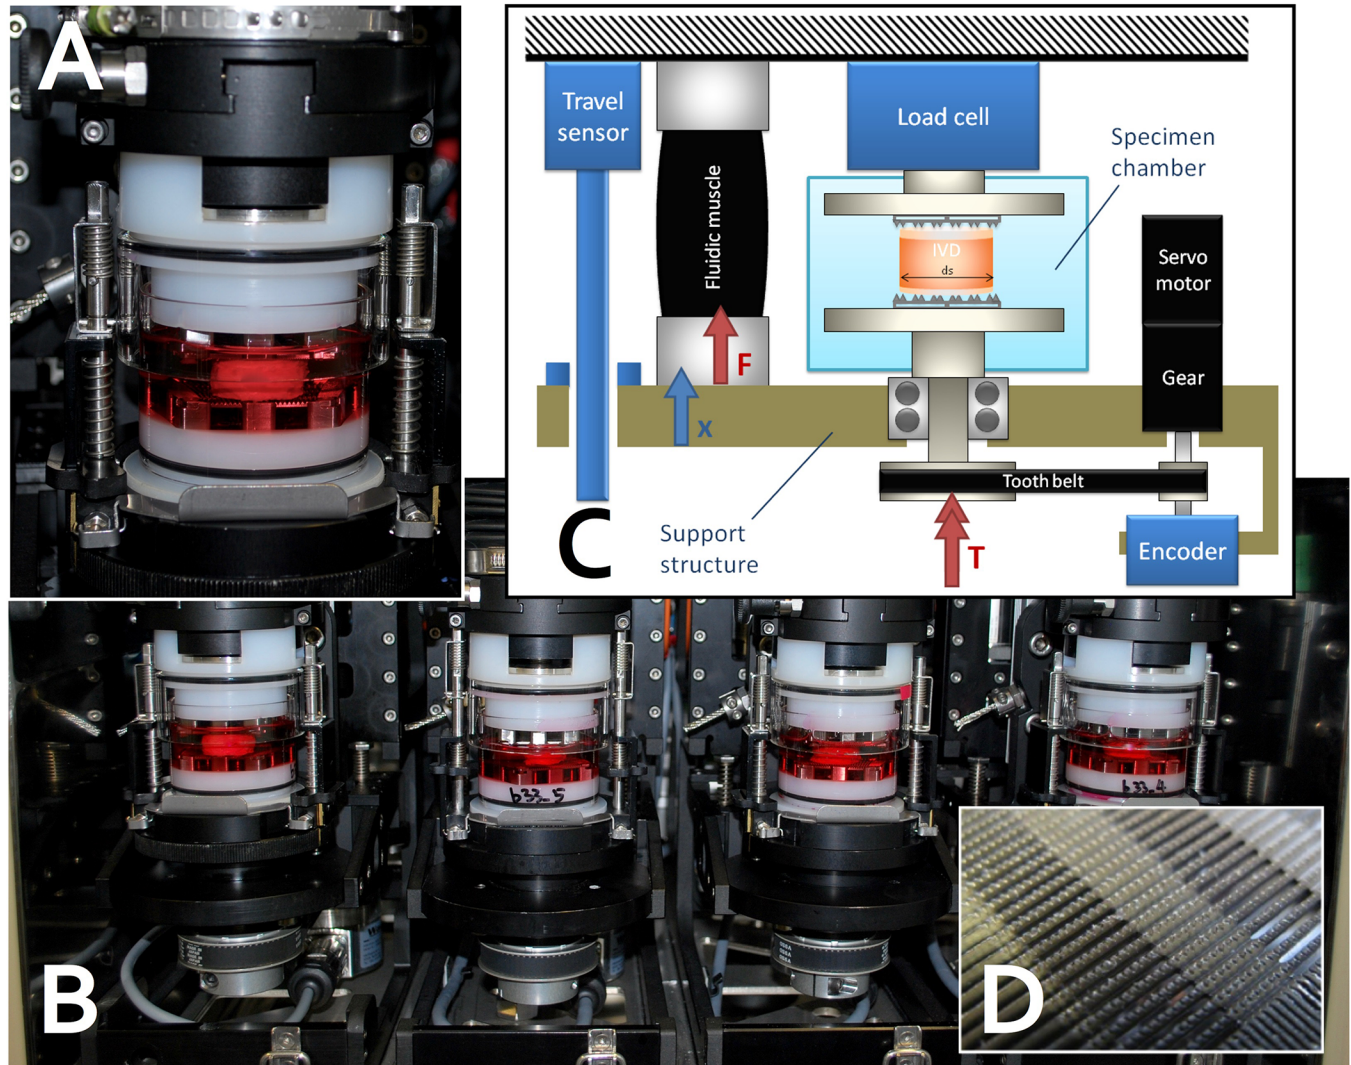 A
Travel
sensor
Fluidic muscle
Load cell
Specimen
chamber
IVD
ds
Servo
motor
Gear
F
x
Tooth belt
Support
structure
C
T
Encoder
b33_5
b33_4
B
D